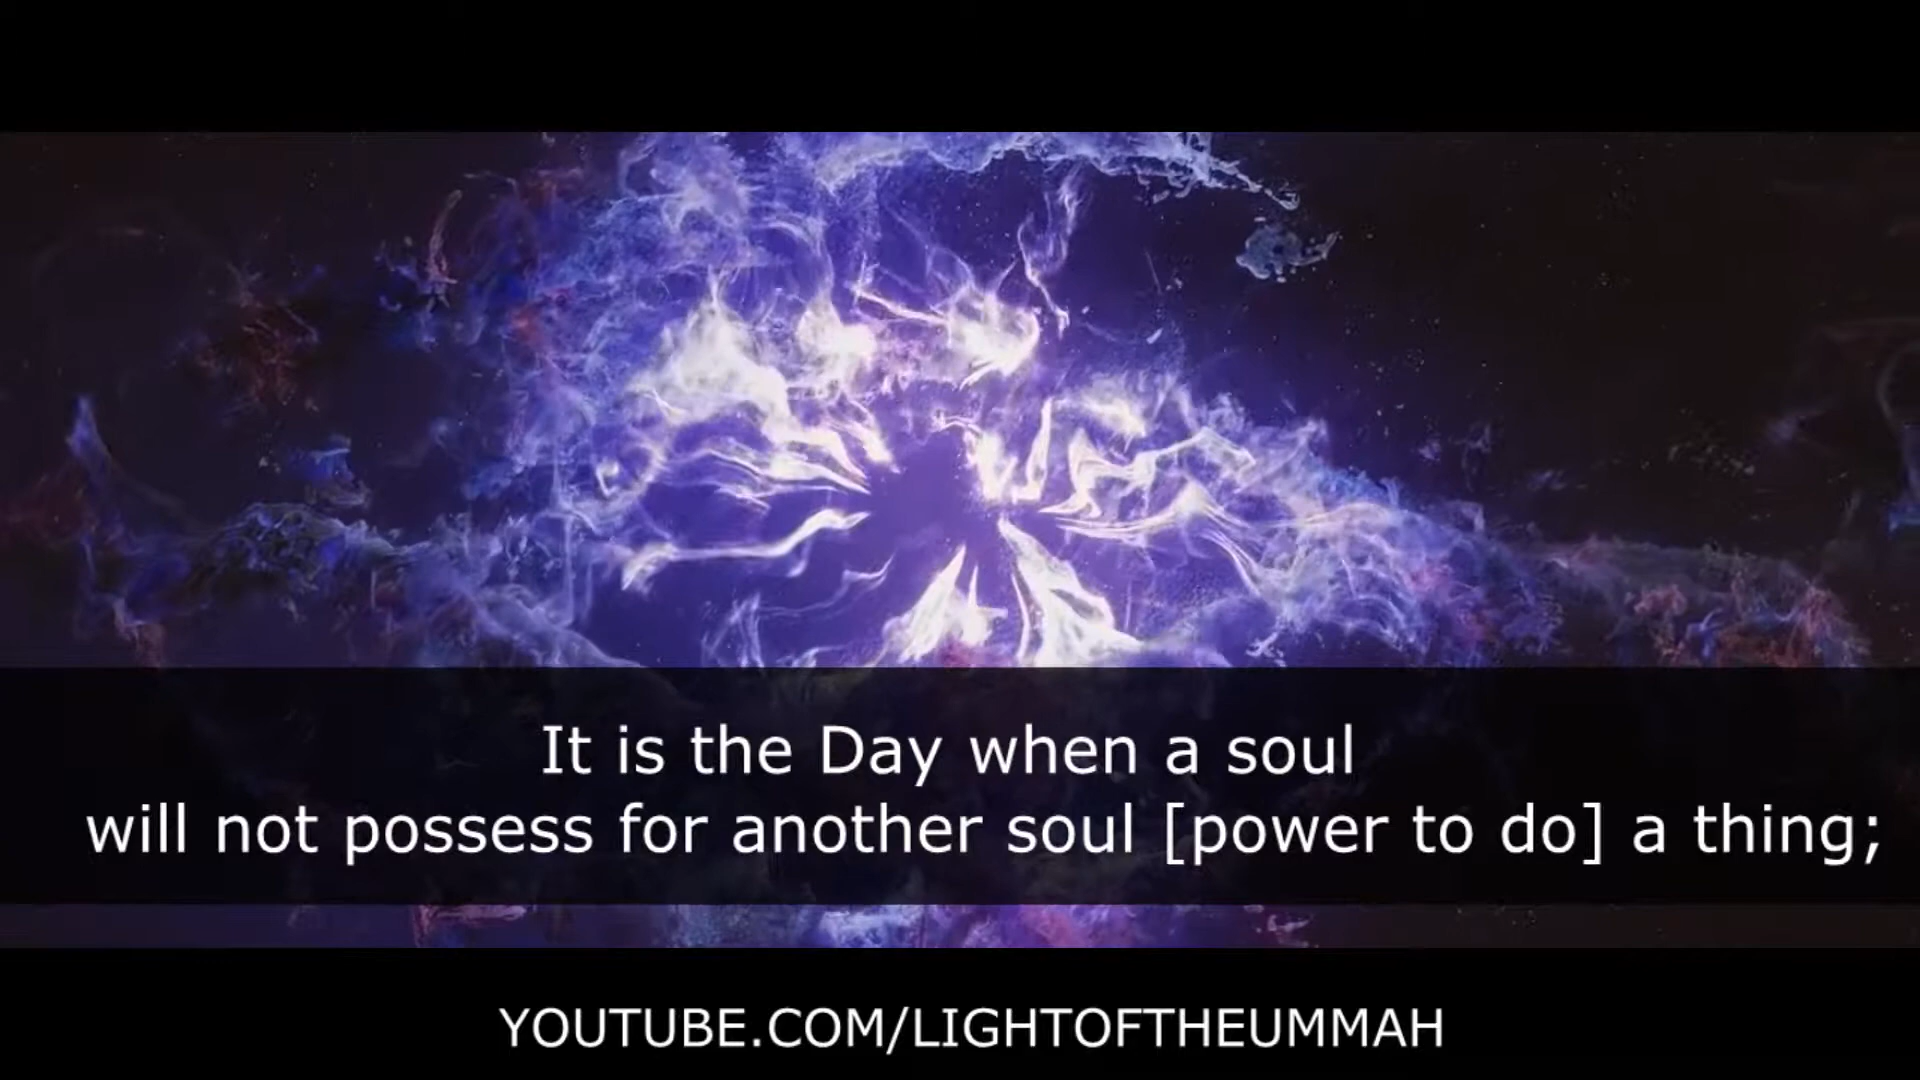 It is the Day when a soul
will not possess for another soul [power to do] a thing;
YOUTUBE.COM/LIGHTOFTHEUMMAH